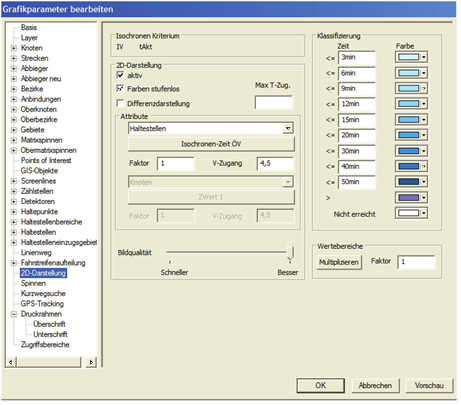 Grafikparameter bearbeiten
Basis
Layer
Knoten
Strecken
Abbieger
Abbieger neu
Bezirke
Anbindungen
Oberknoten
Oberbezirke
Gebiete
Matrixspinnen
Obermatrixspinnen
Points of Interest
GIS-Objekte
Screenlines
Zählstellen
Detektoren
Haltepunkte
Haltestellenbereiche
Haltestellen
Haltestelleneinzugsgebiet
Linienweg
Fahrstreifenaufteilung
2D-Darstellung
Spinnen
Kurzwegsuche
GPS-Tracking
Druckrahmen
Überschrift
Unterschrift
Zugriffsbereiche
Isochronen Kriterium
IV tAkt
2D-Darstellung
aktiv
Farben stufenlos
Max T-Zug.
Differenzdarstellung
Attribute
Haltestellen
Isochronen-Zeit ÖV
Faktor 1 V-Zugang 4,5
Knoten
ZWert 1
Faktor 1 V-Zugang 4,5
Bildqualität
Schneller Besser
Klassifizierung
Zeit Farbe
<= 3min
<= 6min
<= 9min
<= 12min
<= 15min
<= 20min
<= 30min
<= 40min
<= 50min
>
Nicht erreicht
Wertebereiche
Multiplizieren Faktor 1
OK Abbrechen Vorschau